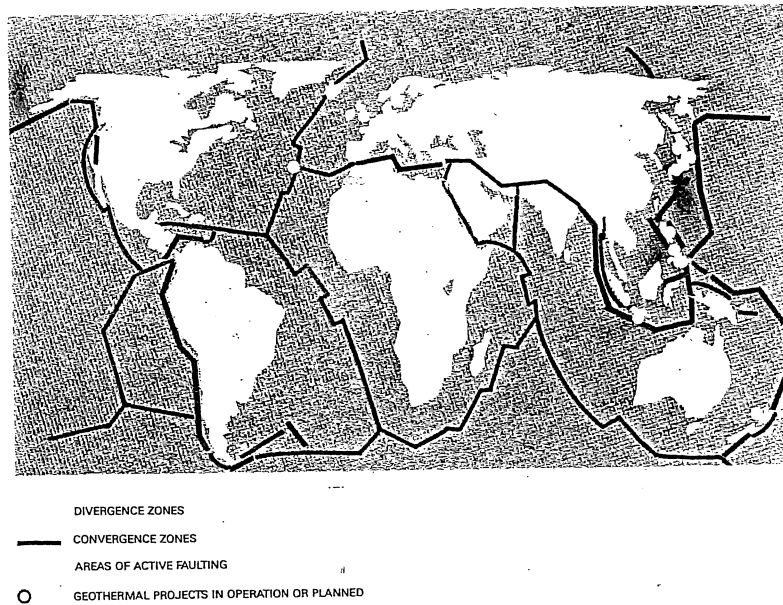 DIVERGENCE ZONES
CONVERGENCE ZONES
AREAS OF ACTIVE FAULTING
GEOTHERMAL PROJECTS IN OPERATION OR PLANNED